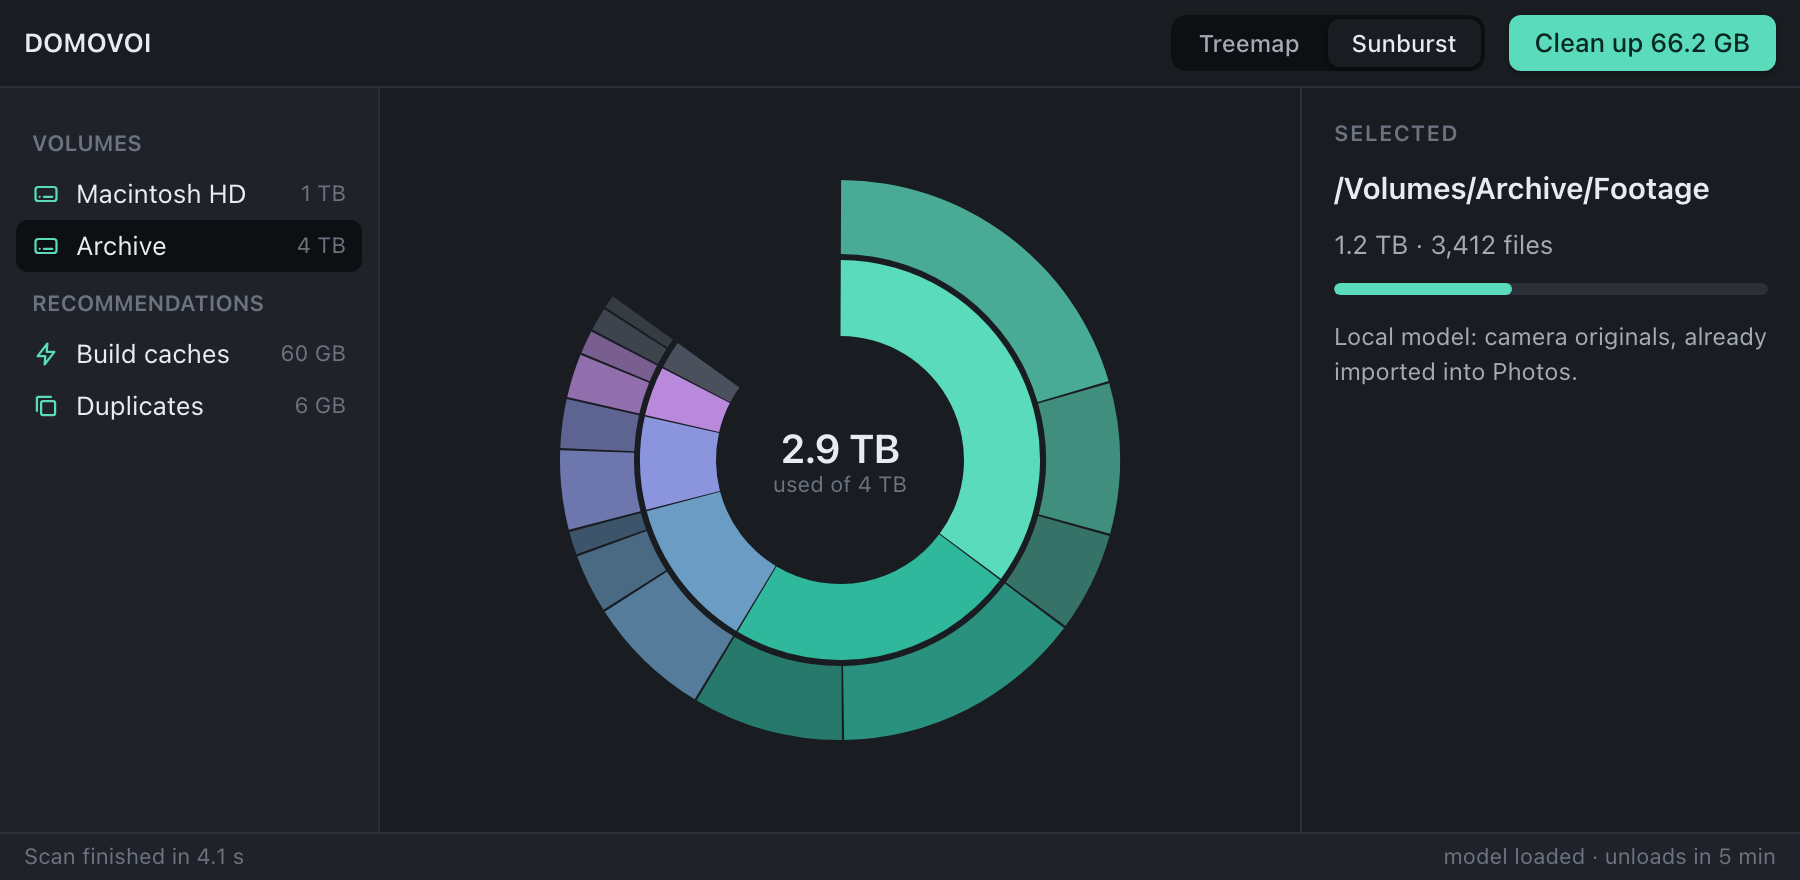 DOMOVOI
Treemap
Sunburst
Clean up 66.2 GB
VOLUMES
Macintosh HD 1 TB
Archive 4 TB
RECOMMENDATIONS
Build caches 60 GB
Duplicates 6 GB
2.9 TB
used of 4 TB
SELECTED
/Volumes/Archive/Footage
1.2 TB · 3,412 files
Local model: camera originals, already
imported into Photos.
Scan finished in 4.1 s
model loaded · unloads in 5 min